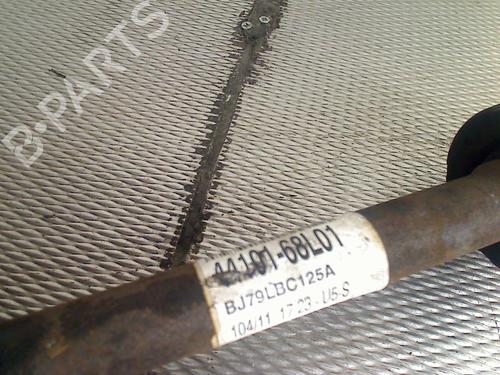 B-PARTS
44101-68L01
BJ79LBC125A
104/11 17 23 - U5-S